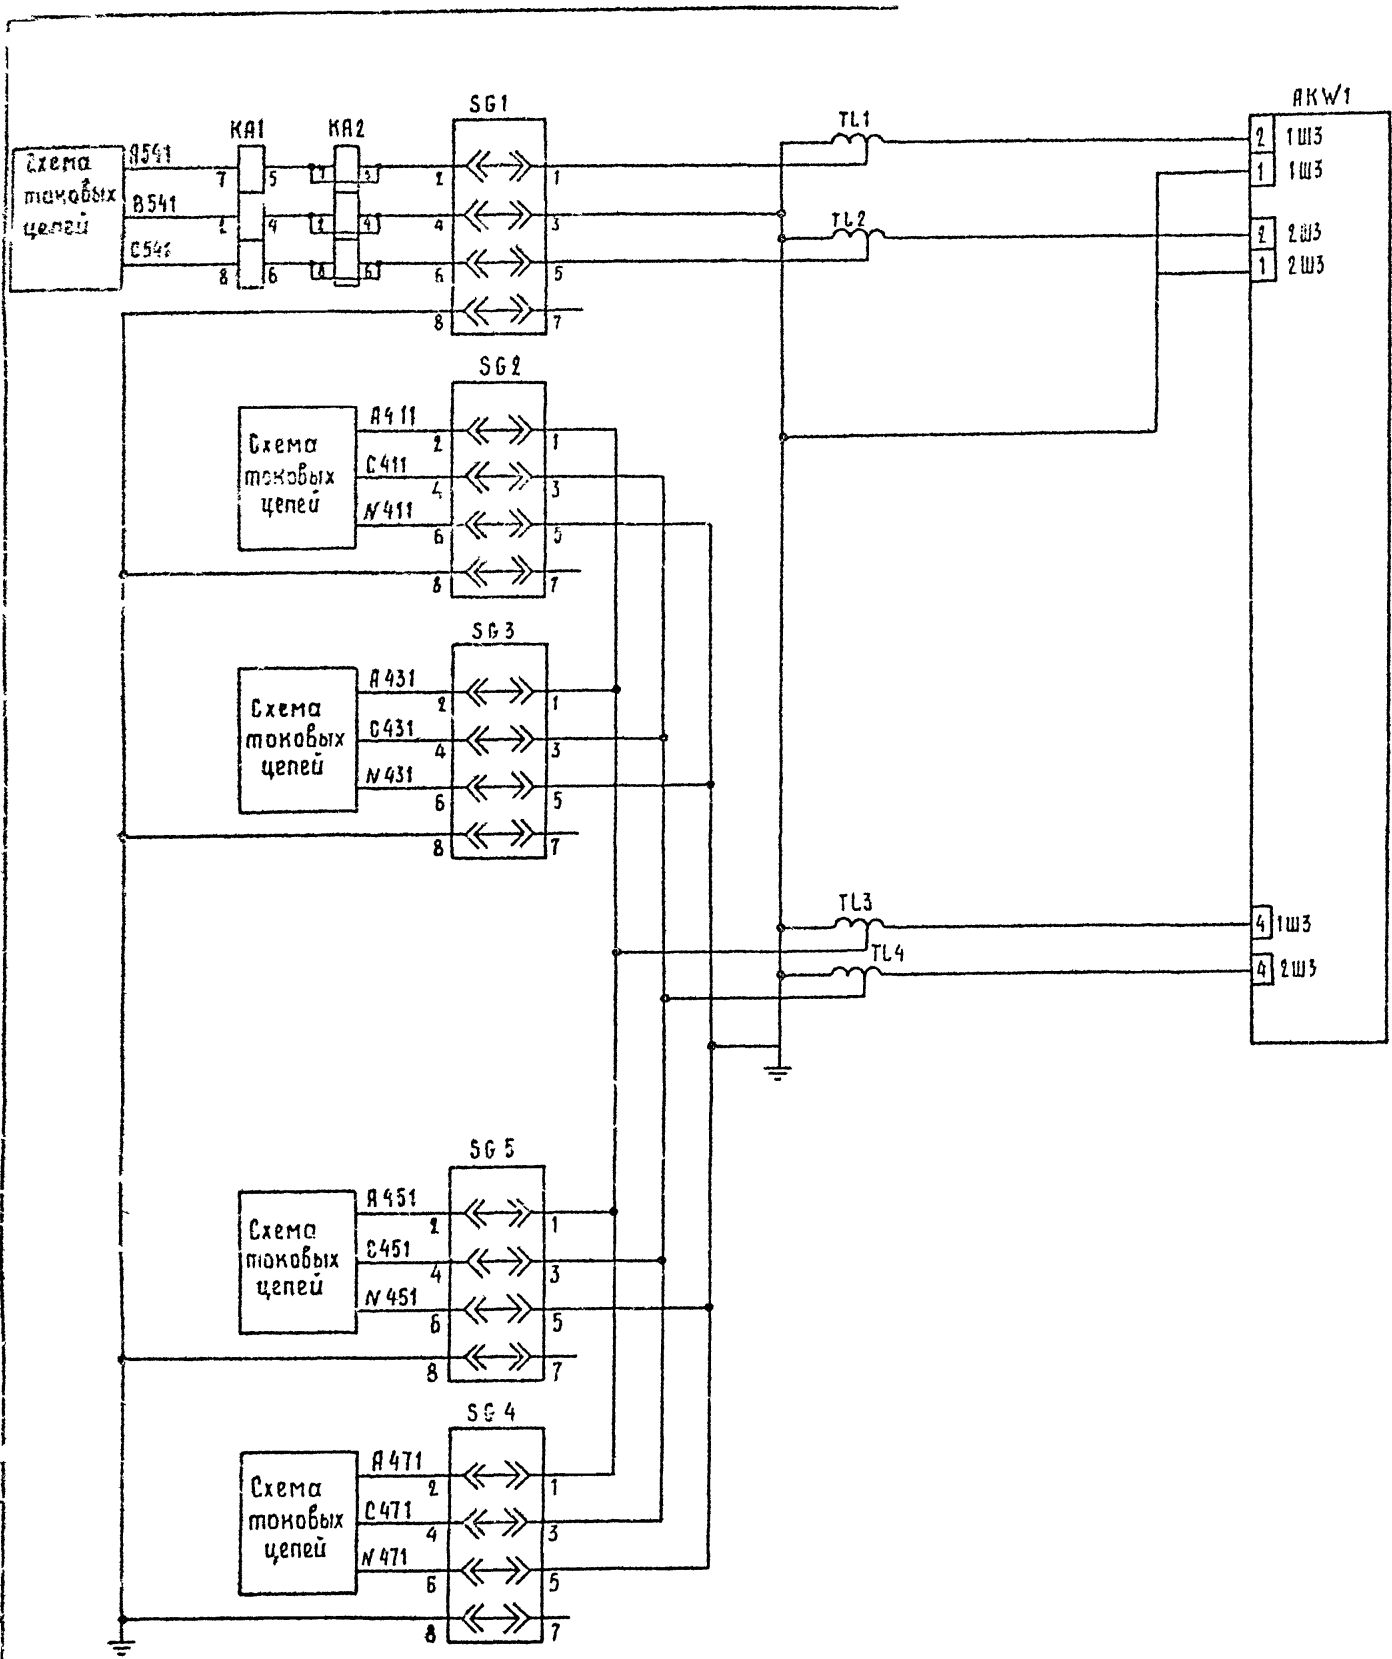 SG1
TL1
AKW1
KA1
KA2
A541
B541
Схема
токовых
цепей
7 5
4
8 6
2 1
4 3
6 5
8 7
TL2
2 1Ш3
1 1Ш3
2 2Ш3
1 2Ш3
SG2
Схема
токовых
цепей
A411
C411
N411
2 1
4 3
6 5
8 7
SG3
Схема
токовых
цепей
A431
C431
N431
2 1
4 3
6 5
8 7
TL3
TL4
4 1Ш3
4 2Ш3
SG5
Схема
токовых
цепей
A451
C451
N451
2 1
4 3
6 5
8 7
SG4
Схема
токовых
цепей
A471
C471
N471
2 1
4 3
6 5
8 7